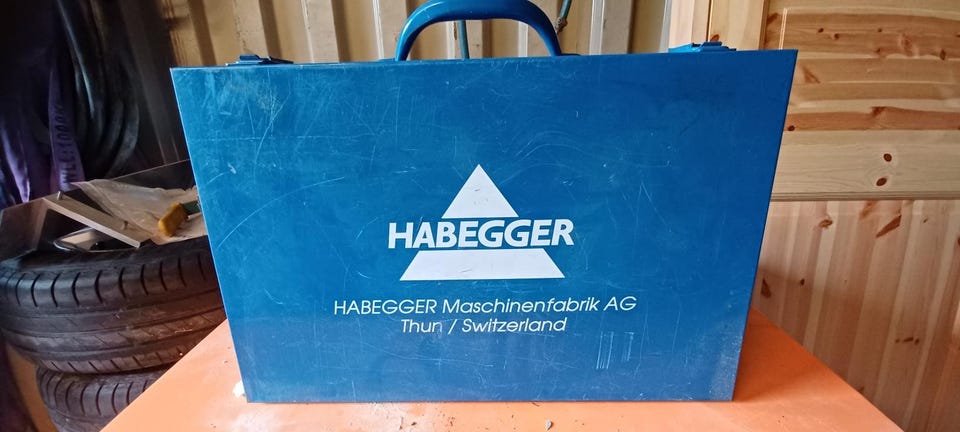 HABEGGER
HABEGGER Maschinenfabrik AG
Thun / Switzerland